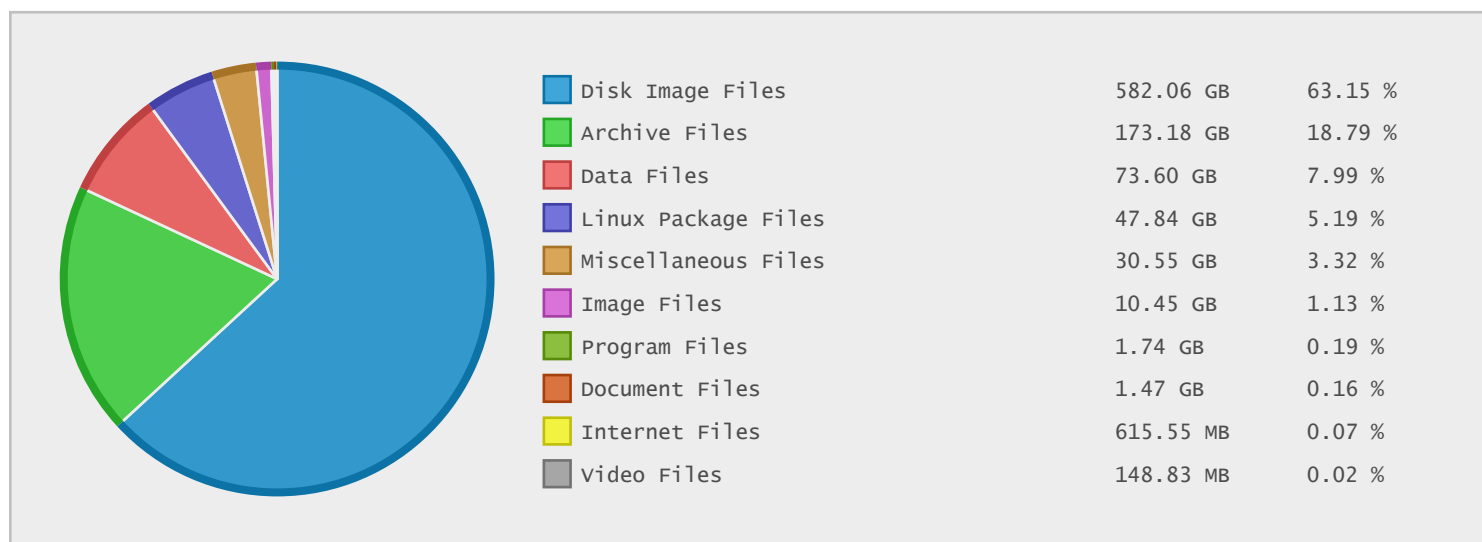 Disk Image Files 582.06 GB 63.15 %
Archive Files 173.18 GB 18.79 %
Data Files 73.60 GB 7.99 %
Linux Package Files 47.84 GB 5.19 %
Miscellaneous Files 30.55 GB 3.32 %
Image Files 10.45 GB 1.13 %
Program Files 1.74 GB 0.19 %
Document Files 1.47 GB 0.16 %
Internet Files 615.55 MB 0.07 %
Video Files 148.83 MB 0.02 %